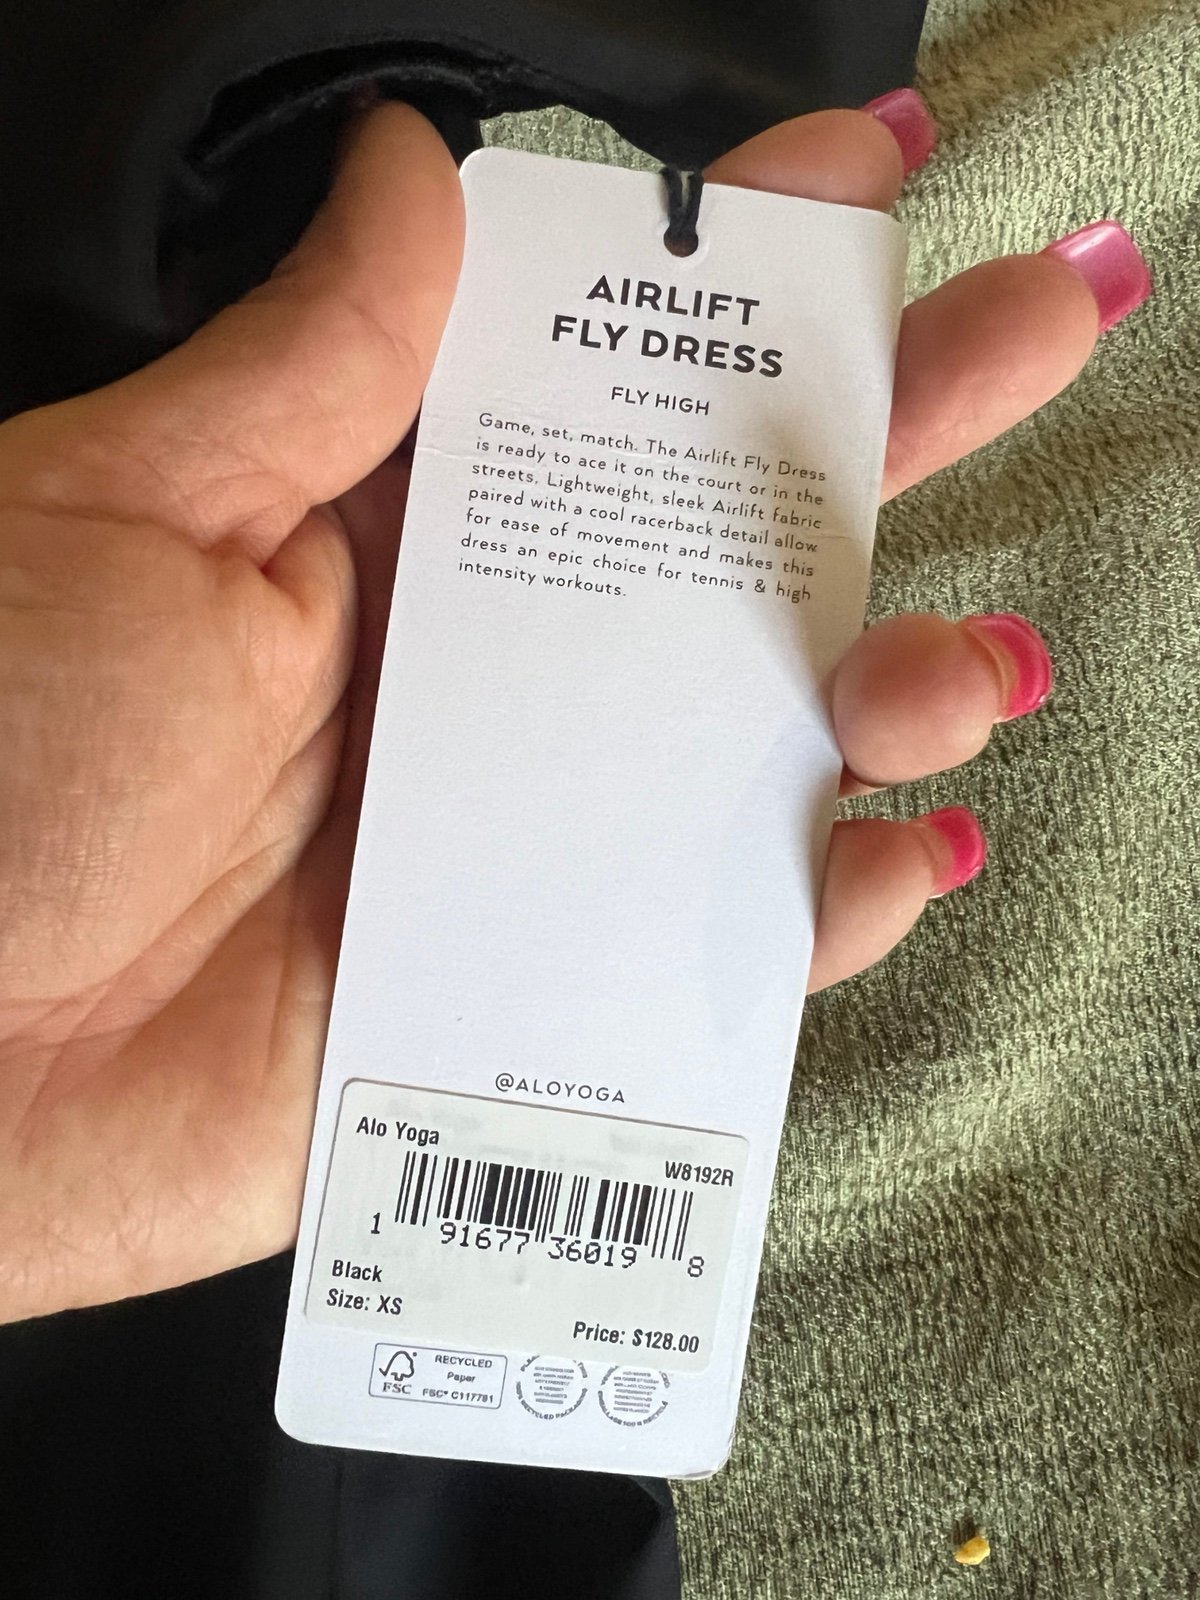 AIRLIFT
FLY DRESS
FLY HIGH
Game, set, match. The Airlift Fly Dress
is ready to ace it on the court or in the
streets. Lightweight, sleek Airlift fabric
paired with a cool racerback detail allow
for ease of movement and makes this
dress an epic choice for tennis & high
intensity workouts.
@ALOYOGA
Alo Yoga
W8192R
1 91677 36019 8
Black
Size: XS
Price: $128.00
RECYCLED
Paper
FSC
FSC® C117781